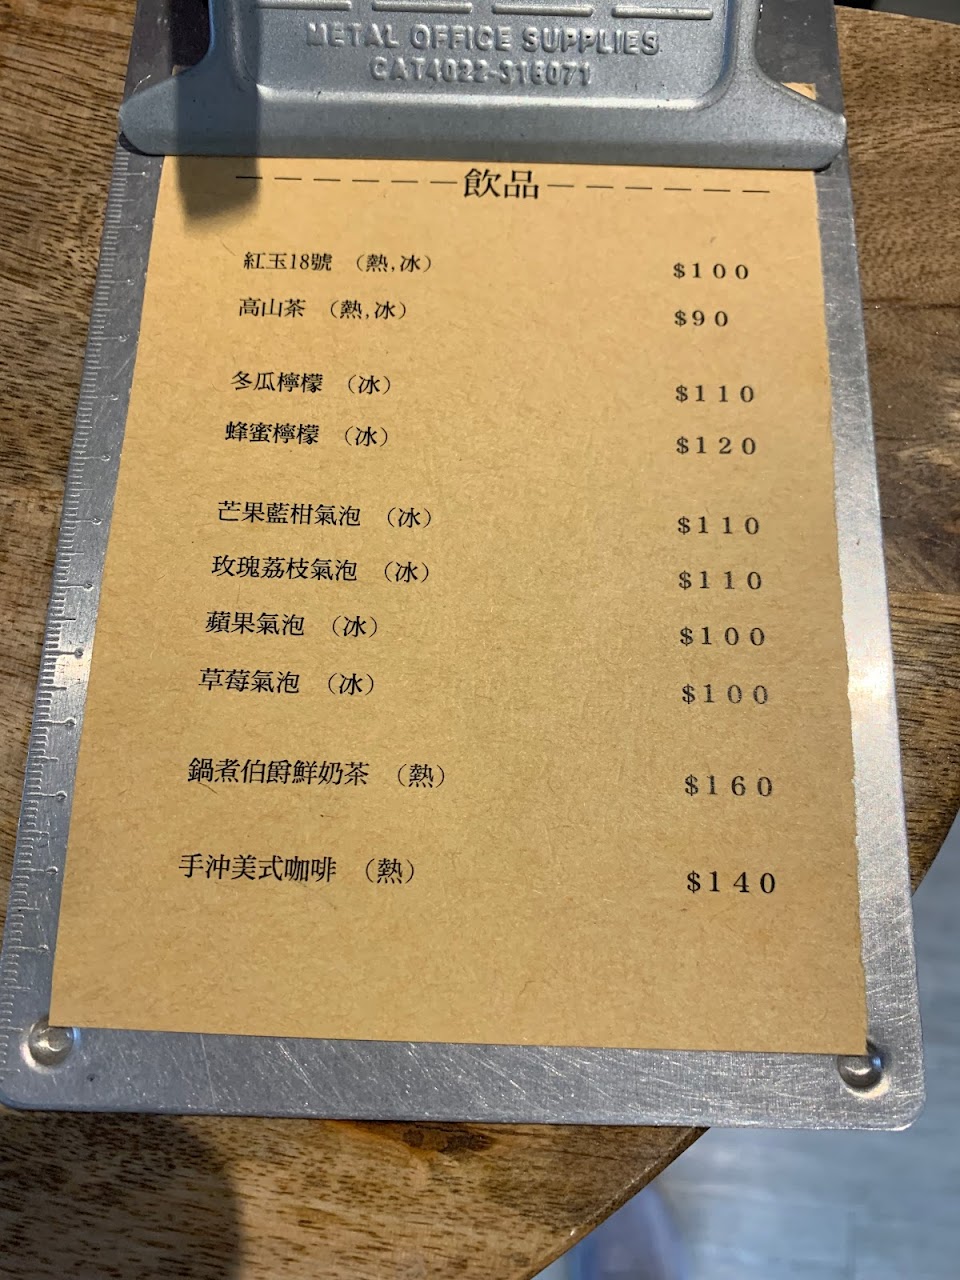 METAL OFFICE SUPPLIES
CAT4022-316071
飲品
紅玉18號 （熱,冰） $100
高山茶 （熱,冰） $90
冬瓜檸檬 （冰） $110
蜂蜜檸檬 （冰） $120
芒果藍柑氣泡 （冰） $110
玫瑰荔枝氣泡 （冰） $110
蘋果氣泡 （冰） $100
草莓氣泡 （冰） $100
鍋煮伯爵鮮奶茶 （熱） $160
手沖美式咖啡 （熱） $140